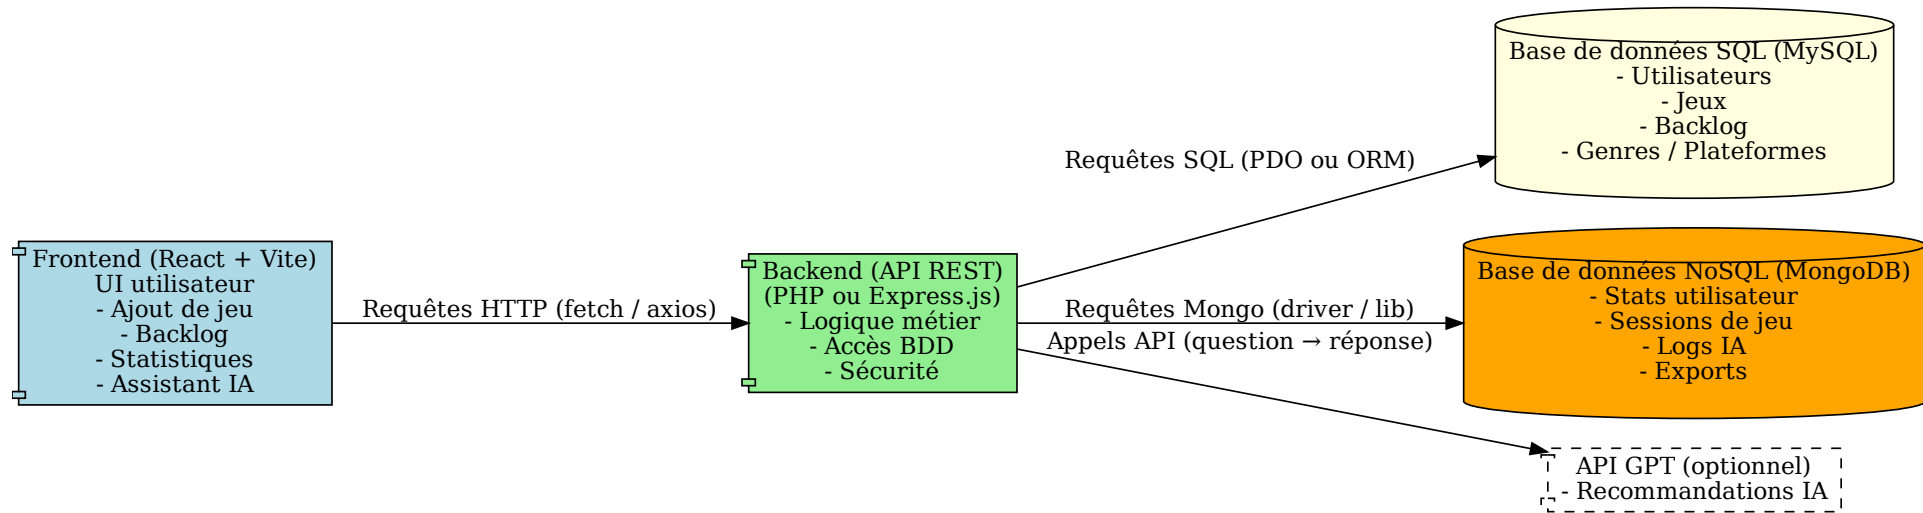 Frontend (React + Vite)
UI utilisateur
- Ajout de jeu
- Backlog
- Statistiques
- Assistant IA
Requêtes HTTP (fetch / axios)
Backend (API REST)
(PHP ou Express.js)
- Logique métier
- Accès BDD
- Sécurité
Requêtes SQL (PDO ou ORM)
Requêtes Mongo (driver / lib)
Appels API (question → réponse)
Base de données SQL (MySQL)
- Utilisateurs
- Jeux
- Backlog
- Genres / Plateformes
Base de données NoSQL (MongoDB)
- Stats utilisateur
- Sessions de jeu
- Logs IA
- Exports
API GPT (optionnel)
- Recommandations IA